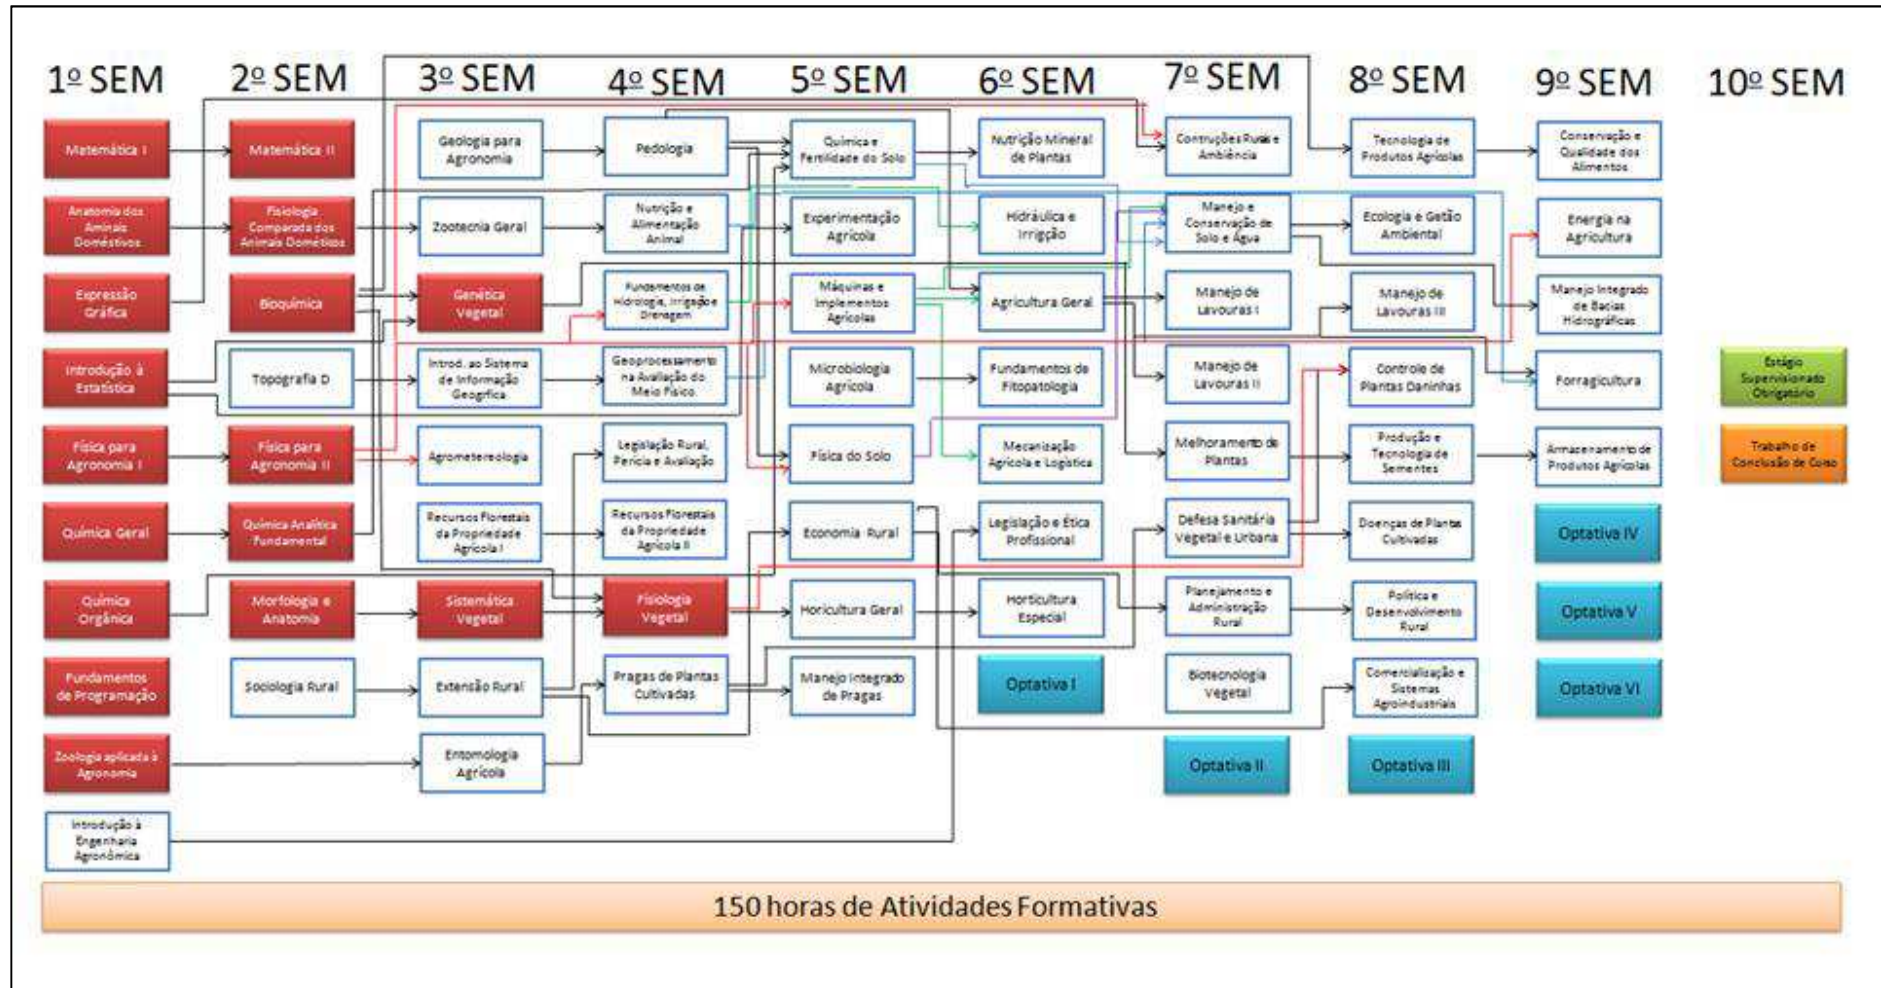 1º SEM
2º SEM
3º SEM
4º SEM
5º SEM
6º SEM
7º SEM
8º SEM
9º SEM
10º SEM
Matemática I
Anatomia dos
Aminais
Doméstivos
Expressão
Gráfica
Introdução à
Estatística
Física para
Agronomia I
Química Geral
Química
Orgânica
Fundamentos
de Programação
Zoologia aplicada à
Agronomia
Introdução à
Engenharia
Agronômica
Matemática II
Fisiologia
Comparada dos
Animais Dométicos
Bioquímica
Topografia D
Física para
Agronomia II
Química Analítica
Fundamental
Morfologia e
Anatomia
Sociologia Rural
Geologia para
Agronomia
Zootecnia Geral
Genética
Vegetal
Introd. ao Sistema
de Informação
Geogrfica
Agrometereologia
Recursos Florestais
da Propriedade
Agrícola I
Sistemática
Vegetal
Extensão Rural
Entomologia
Agrícola
Pedologia
Nutrição e
Alimentação
Animal
Fundamentos de
Hidrologia, Irrigação e
Drenagem
Geoprocessamento
na Avaliação do
Meio Físico
Legislação Rural,
Perícia e Avaliação
Recursos Florestais
da Propriedade
Agrícola II
Fisiologia
Vegetal
Pragas de Plantas
Cultivadas
Química e
Fertilidade do Solo
Experimentação
Agrícola
Máquinas e
Implementos
Agrícolas
Microbiologia
Agrícola
Física do Solo
Economia Rural
Horicultura Geral
Manejo Integrado
de Pragas
Nutrição Mineral
de Plantas
Hidráulica e
Irrigção
Agricultura Geral
Fundamentos de
Fitopatologia
Mecanização
Agrícola e Logística
Legislação e Ética
Profissional
Horticultura
Especial
Optativa I
Contruções Rurais e
Ambiência
Manejo e
Conservação de
Solo e Água
Manejo de
Lavouras I
Manejo de
Lavouras II
Melhoramento de
Plantas
Defesa Sanitária
Vegetal e Urbana
Planejamento e
Administração
Rural
Biotecnologia
Vegetal
Optativa II
Tecnologia de
Produtos Agrícolas
Ecologia e Getão
Ambiental
Manejo de
Lavouras III
Controle de
Plantas Daninhas
Produção e
Tecnologia de
Sementes
Doenças de Plantas
Cultivadas
Política e
Desenvolvimento
Rural
Comercialização e
Sistemas
Agroindustriais
Optativa III
Conservação e
Qualidade dos
Alimentos
Energia na
Agricultura
Manejo Integrado
de Bacias
Hidrográficas
Forragicultura
Armazenamento de
Produtos Agrícolas
Optativa IV
Optativa V
Optativa VI
Estágio
Supervisionado
Obrigatório
Trabalho de
Conclusão de Curso
150 horas de Atividades Formativas